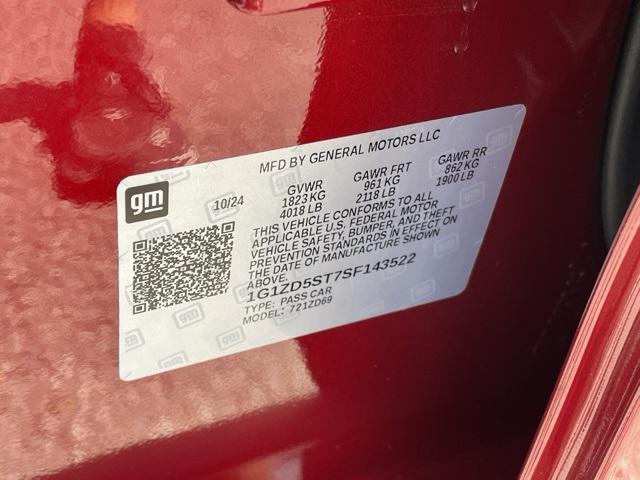 MFD BY GENERAL MOTORS LLC
gm
10/24
GVWR GAWR FRT GAWR RR
1823 KG 961 KG 862 KG
4018 LB 2118 LB 1900 LB
THIS VEHICLE CONFORMS TO ALL
APPLICABLE U.S. FEDERAL MOTOR
VEHICLE SAFETY, BUMPER, AND THEFT
PREVENTION STANDARDS IN EFFECT ON
THE DATE OF MANUFACTURE SHOWN
ABOVE.
1G1ZD5ST7SF143522
TYPE: PASS CAR
MODEL: 721ZD69